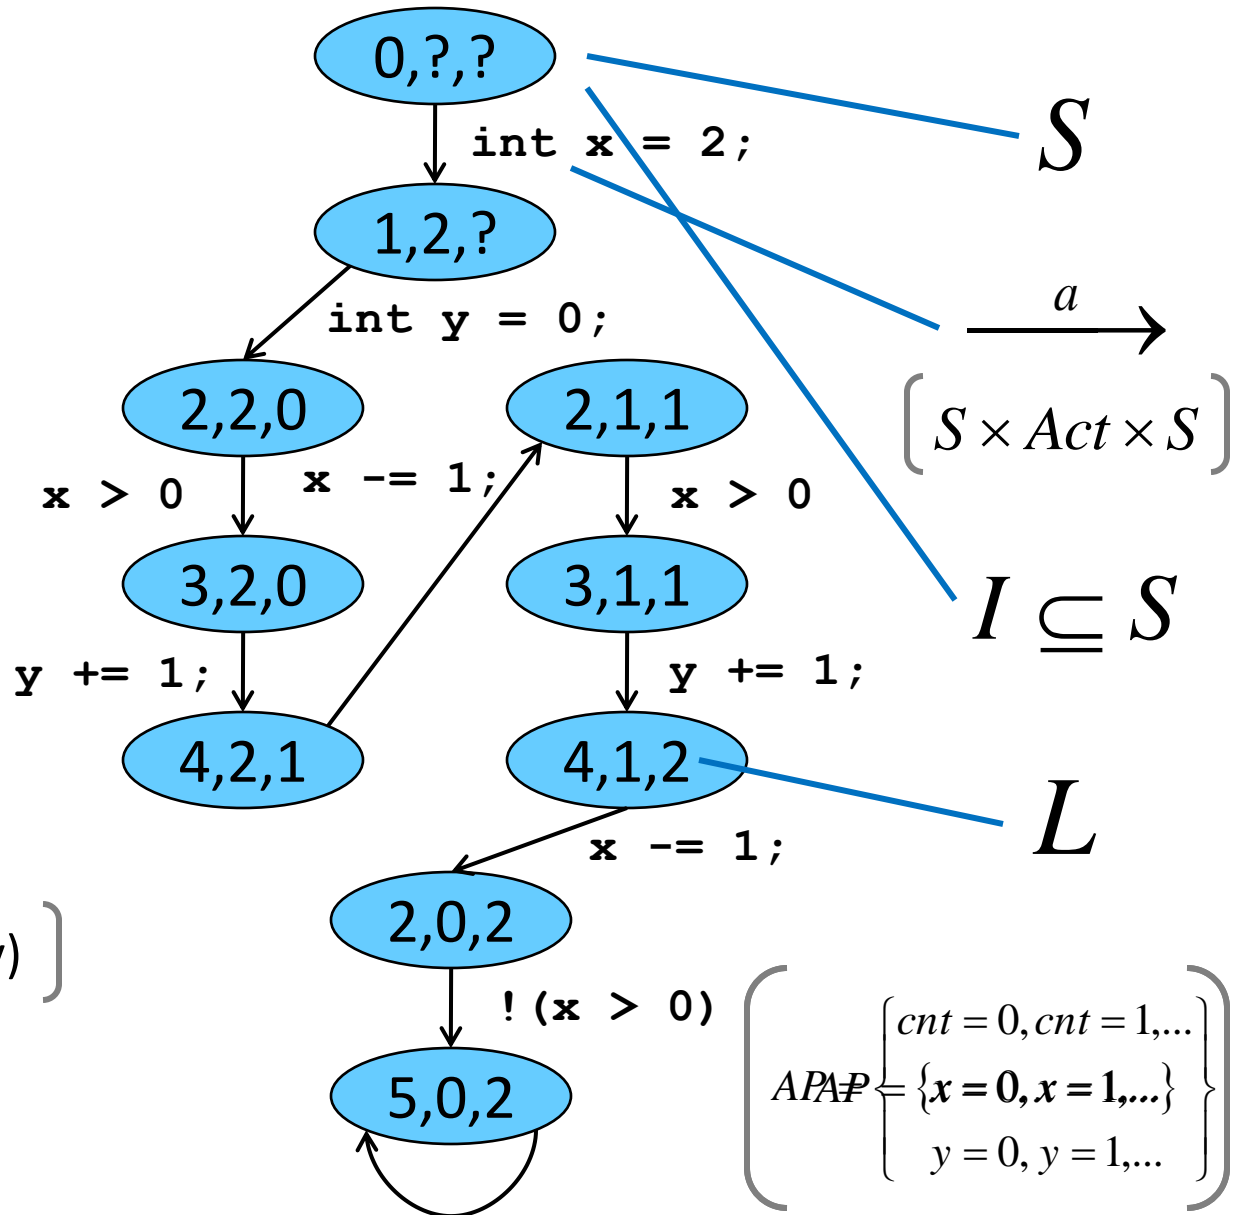 0,?,?
S
int x = 2;
1,2,?
a
int y = 0;
2,2,0
2,1,1
S × Act × S
x > 0
x -= 1;
x > 0
3,2,0
3,1,1
I ⊆ S
y += 1;
y += 1;
4,2,1
4,1,2
L
x -= 1;
2,0,2
)
!(x > 0)
cnt = 0, cnt = 1,...
AP = {x = 0, x = 1,...}
y = 0, y = 1,...
5,0,2